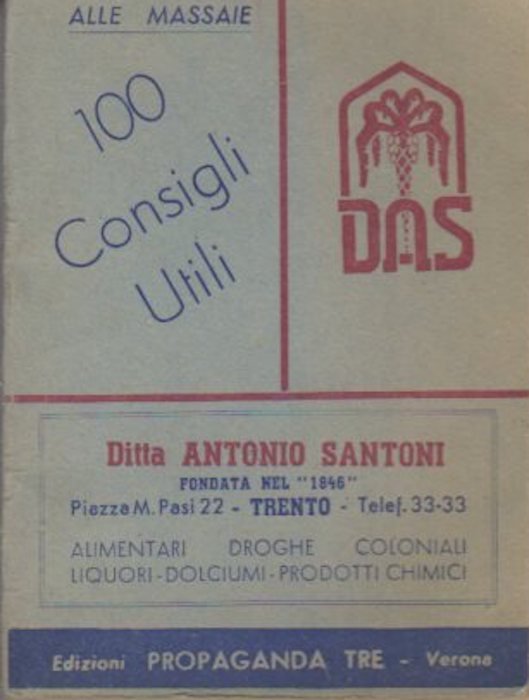 ALLE MASSAIE
100
Consigli
Utili
DAS
Ditta ANTONIO SANTONI
FONDATA NEL "1846"
Piazza M. Pasi 22 - TRENTO - Telef. 33-33
ALIMENTARI DROGHE COLONIALI
LIQUORI - DOLCIUMI - PRODOTTI CHIMICI
Edizioni PROPAGANDA TRE - Verona